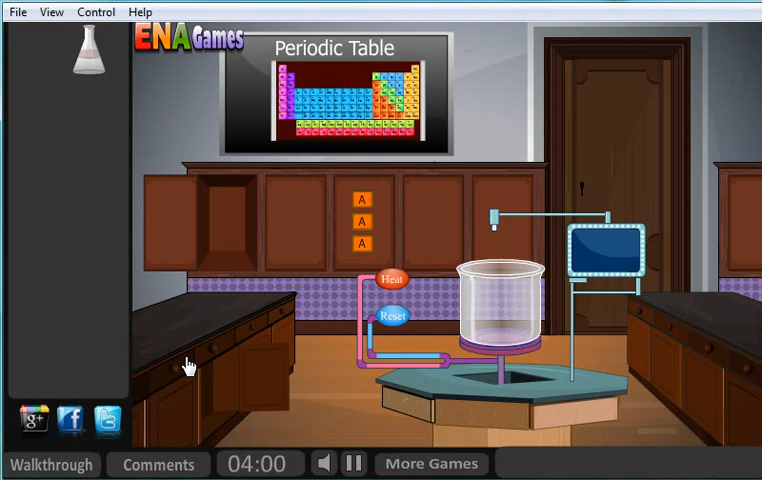 File View Control Help
ENA Games
Periodic Table
A
A
A
Heat
Reset
g+ f t
Walkthrough Comments 04:00 More Games